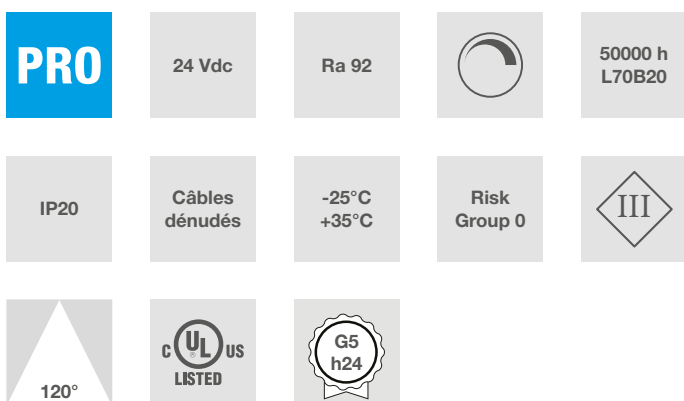 PRO
24 Vdc
Ra 92
50000 h
L70B20
IP20
Câbles
dénudés
-25°C
+35°C
Risk
Group 0
III
120°
C UL ® US
LISTED
G5
h24